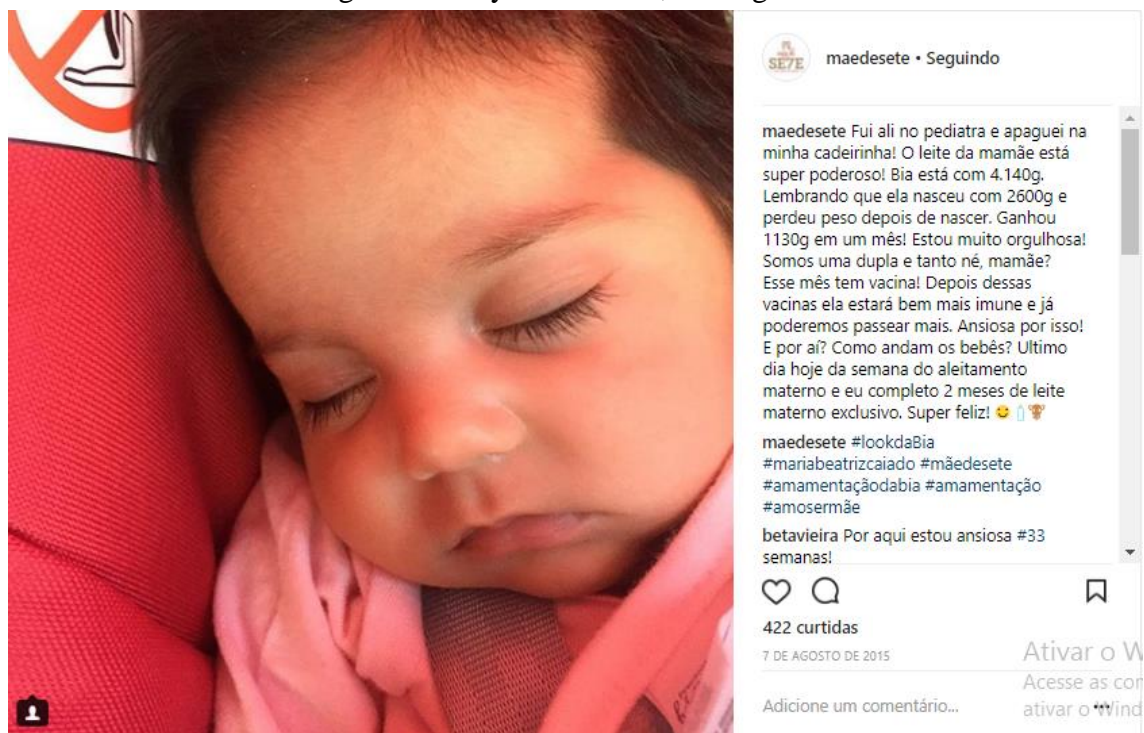 SE7E
maedesete • Seguindo
maedesete Fui ali no pediatra e apaguei na
minha cadeirinha! O leite da mamãe está
super poderoso! Bia está com 4.140g.
Lembrando que ela nasceu com 2600g e
perdeu peso depois de nascer. Ganhou
1130g em um mês! Estou muito orgulhosa!
Somos uma dupla e tanto né, mamãe?
Esse mês tem vacina! Depois dessas
vacinas ela estará bem mais imune e já
poderemos passear mais. Ansiosa por isso!
E por aí? Como andam os bebês? Ultimo
dia hoje da semana do aleitamento
materno e eu completo 2 meses de leite
materno exclusivo. Super feliz!
maedesete #lookdaBia
#mariabeatrizcaiado #mãedesete
#amamentaçãodabia #amamentação
#amosermãe
betavieira Por aqui estou ansiosa #33
semanas!
422 curtidas
7 DE AGOSTO DE 2015
Adicione um comentário...
Ativar o W
Acesse as con
ativar o Wind